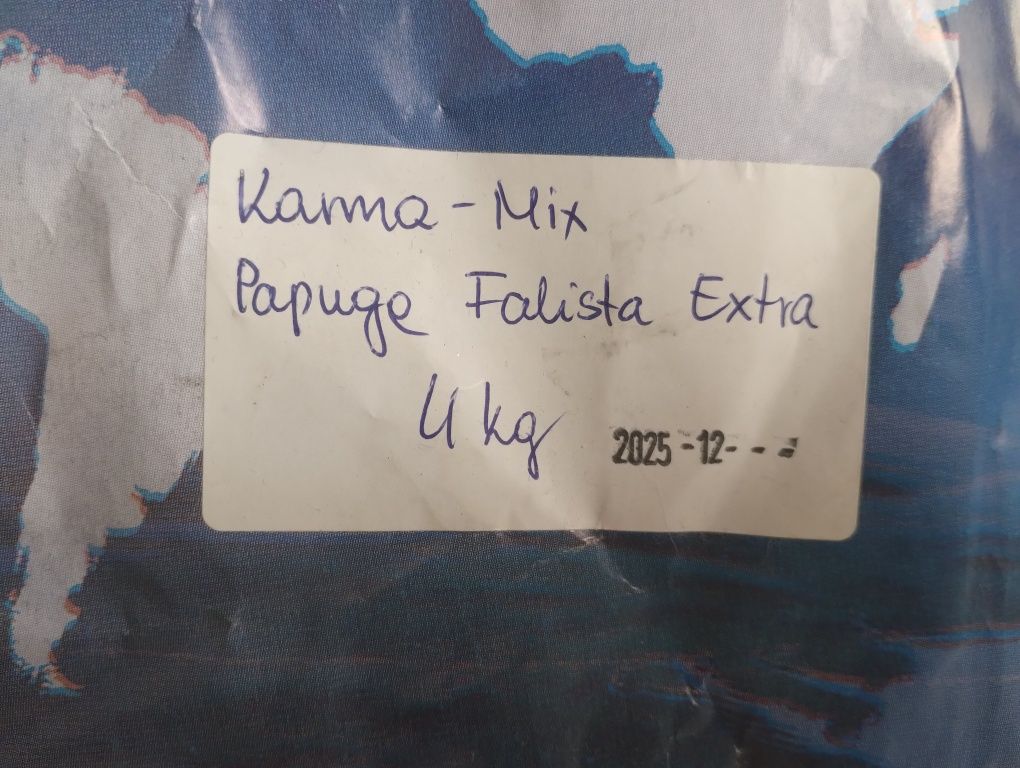 Karma - Mix
Papuge Falista Extra
4 kg
2025-12-